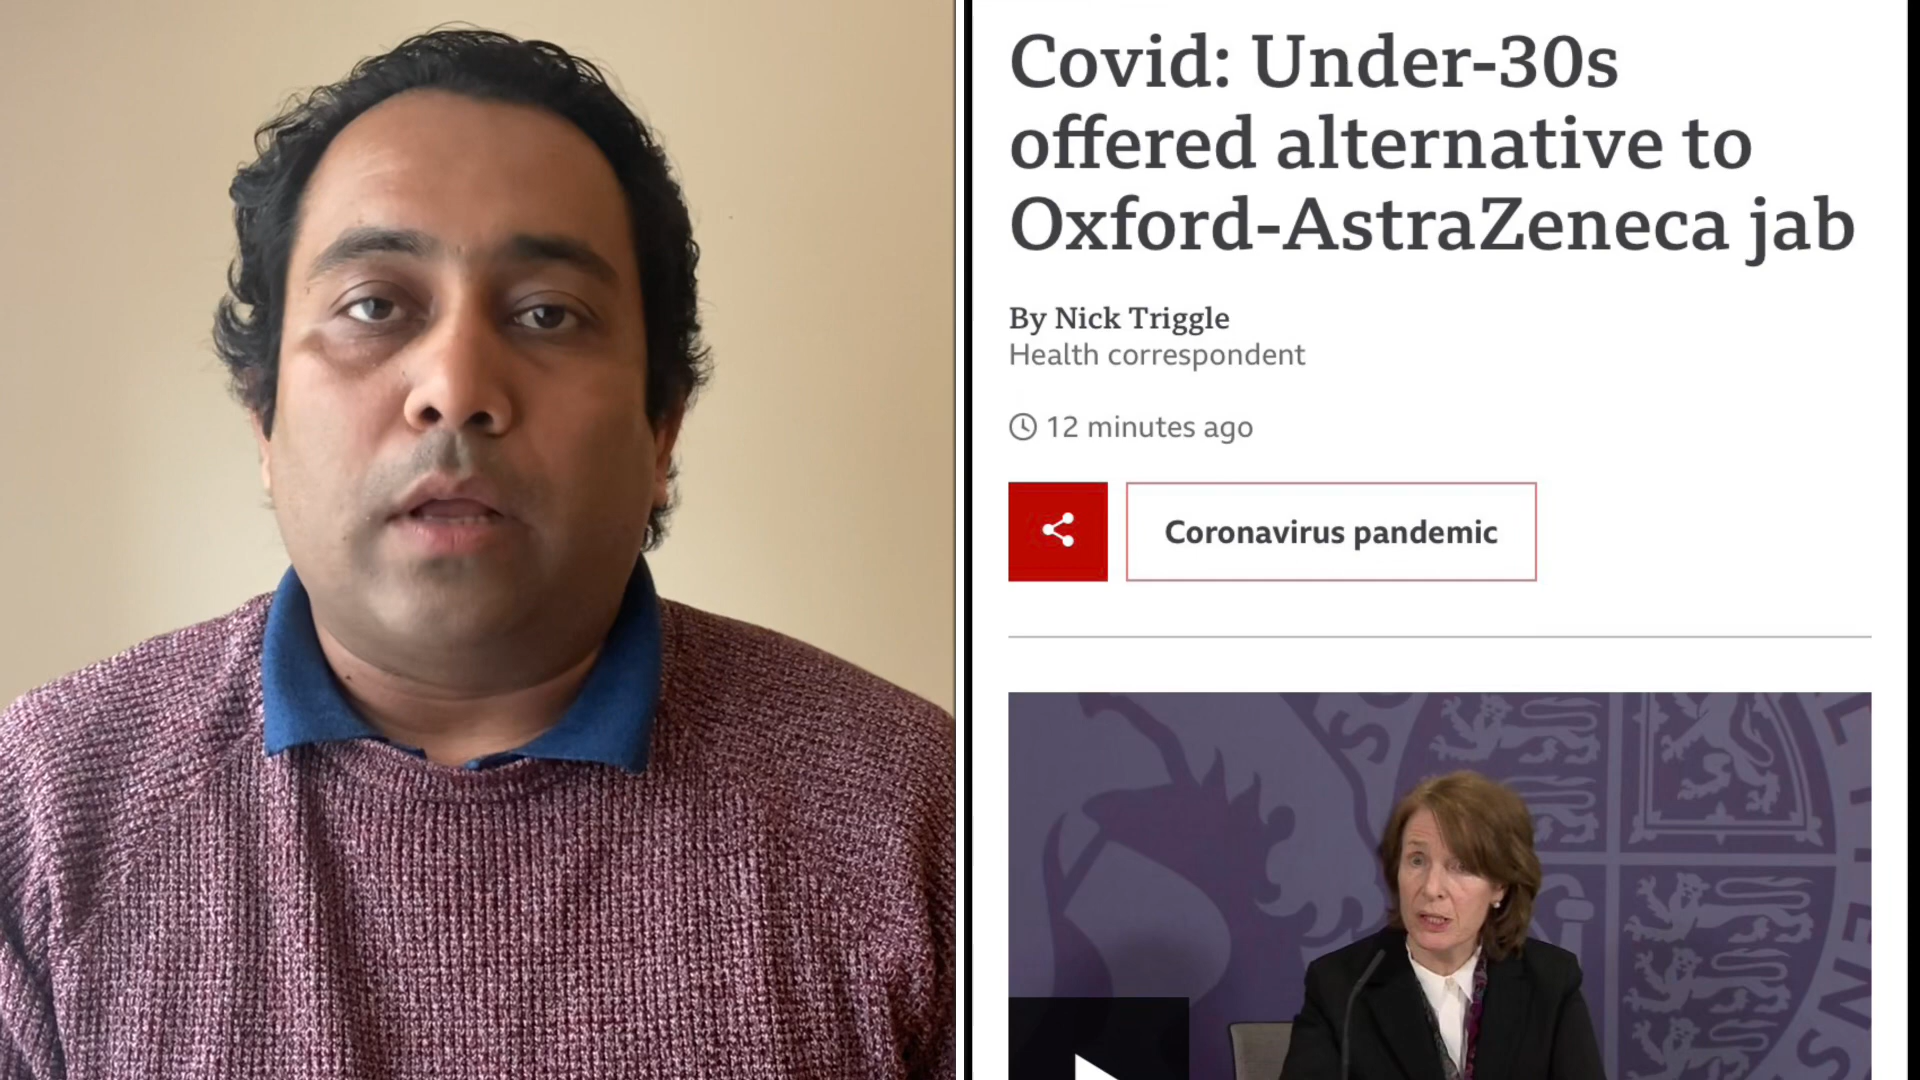 Covid: Under-30s
offered alternative to
Oxford-AstraZeneca jab
By Nick Triggle
Health correspondent
12 minutes ago
Coronavirus pandemic